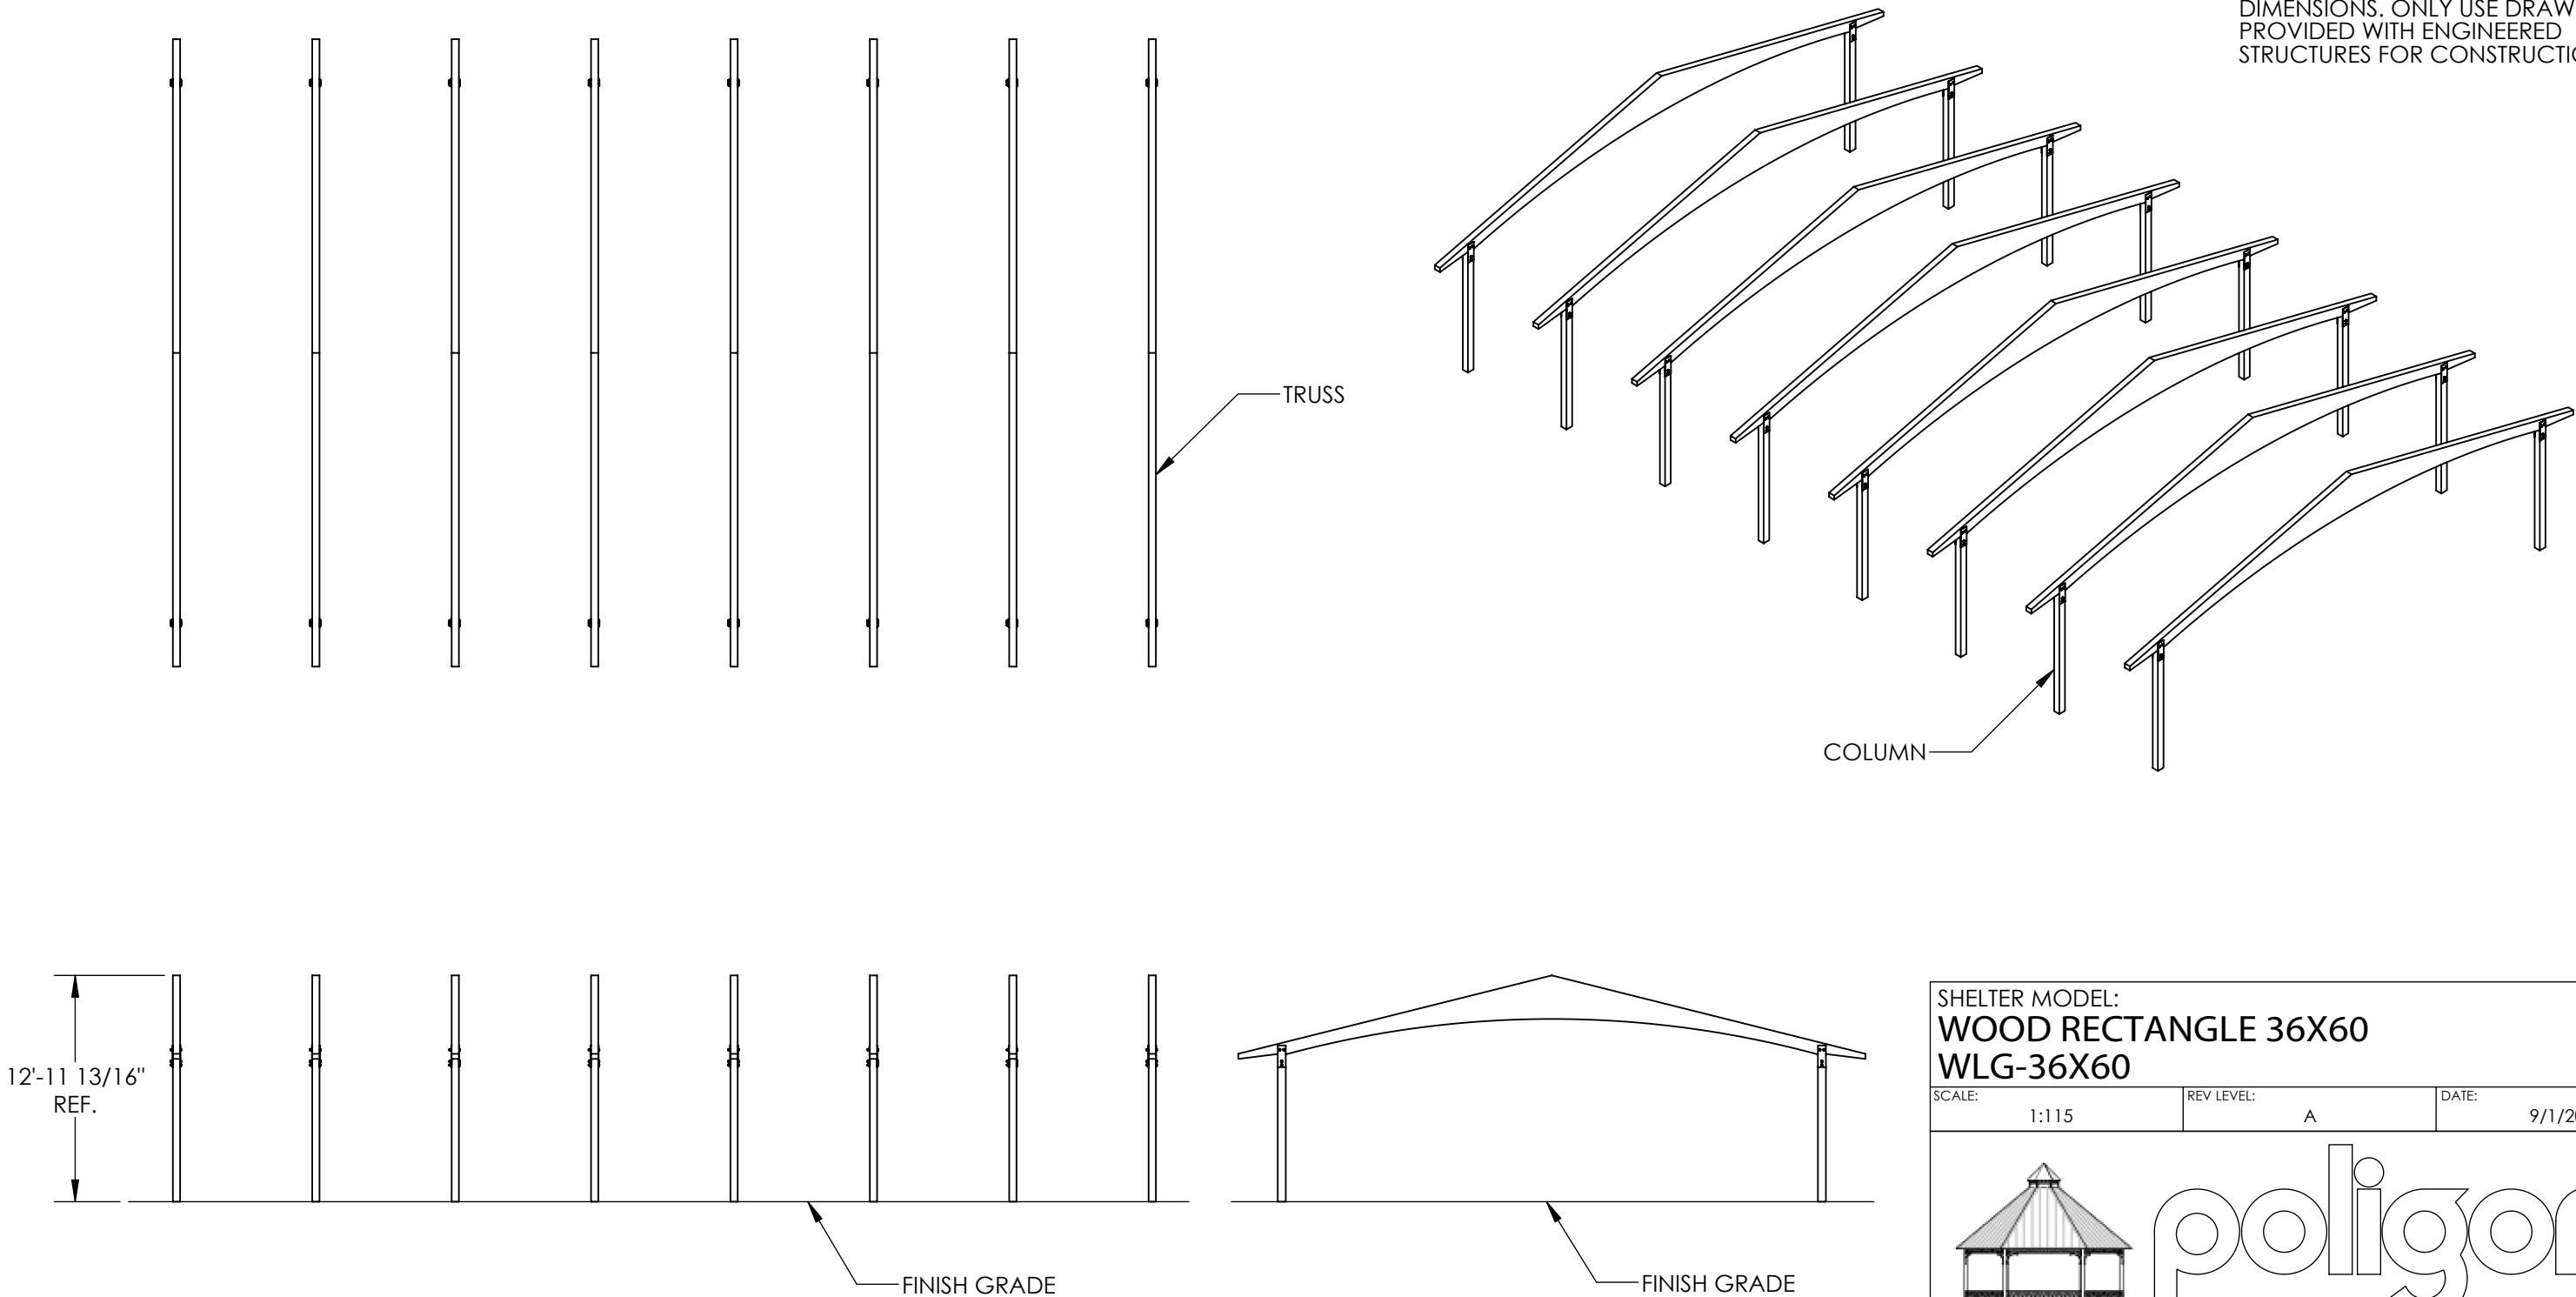 DIMENSIONS. ONLY USE DRAW
PROVIDED WITH ENGINEERED
STRUCTURES FOR CONSTRUCTI
TRUSS
COLUMN
12'-11 13/16"
REF.
FINISH GRADE
FINISH GRADE
SHELTER MODEL:
WOOD RECTANGLE 36X60
WLG-36X60
SCALE: REV LEVEL: DATE:
1:115 A 9/1/2
poligon